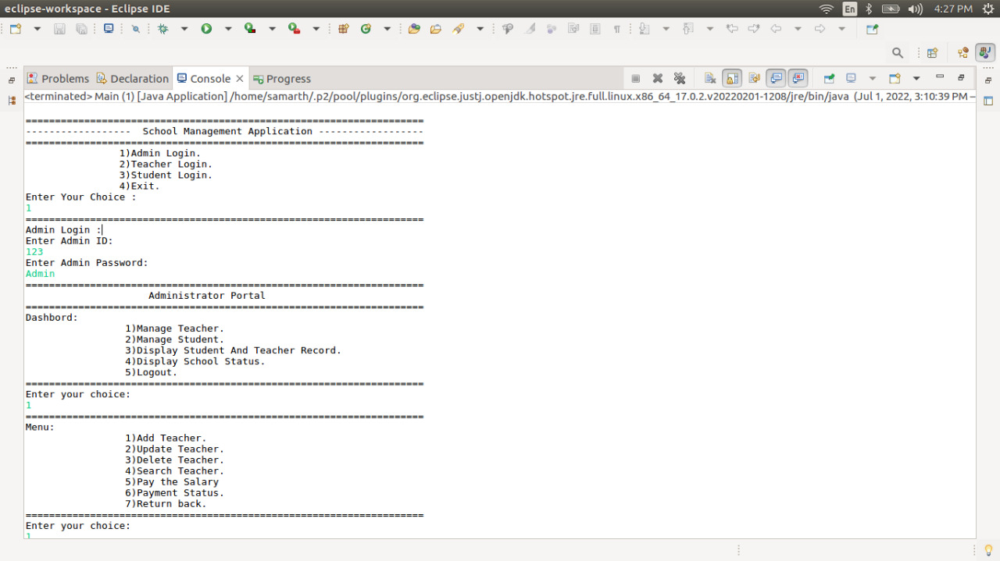 eclipse-workspace - Eclipse IDE
En
4:27 PM
Problems Declaration Console Progress
<terminated> Main (1) [Java Application] /home/samarth/.p2/pool/plugins/org.eclipse.justj.openjdk.hotspot.jre.full.linux.x86_64_17.0.2.v20220201-1208/jre/bin/java (Jul 1, 2022, 3:10:39 PM –
====================================================================
------------------  School Management Application ------------------
====================================================================
1)Admin Login.
2)Teacher Login.
3)Student Login.
4)Exit.
Enter Your Choice :
1
====================================================================
Admin Login :
Enter Admin ID:
123
Enter Admin Password:
Admin
====================================================================
Administrator Portal
====================================================================
Dashbord:
1)Manage Teacher.
2)Manage Student.
3)Display Student And Teacher Record.
4)Display School Status.
5)Logout.
====================================================================
Enter your choice:
1
====================================================================
Menu:
1)Add Teacher.
2)Update Teacher.
3)Delete Teacher.
4)Search Teacher.
5)Pay the Salary
6)Payment Status.
7)Return back.
====================================================================
Enter your choice:
1